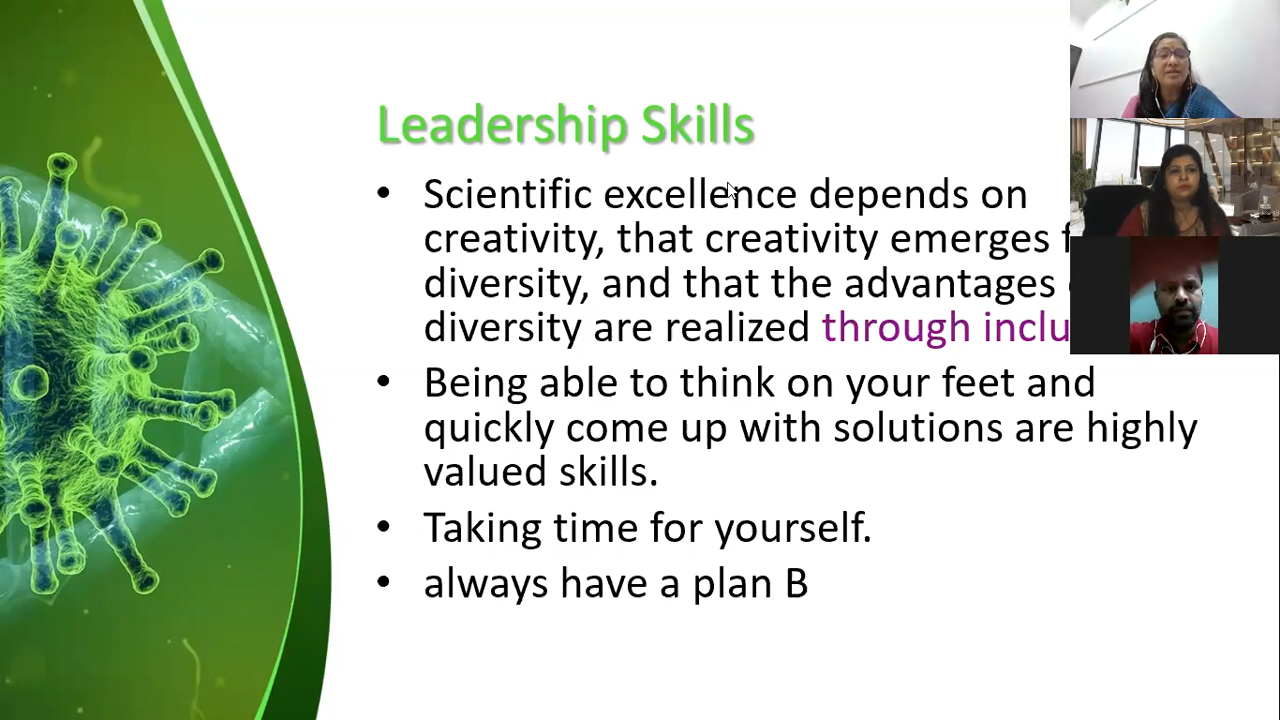 Leadership Skills
• Scientific excellence depends on
creativity, that creativity emerges
diversity, and that the advantages
diversity are realized through
• Being able to think on your feet and
quickly come up with solutions are highly
valued skills.
• Taking time for yourself.
• always have a plan B